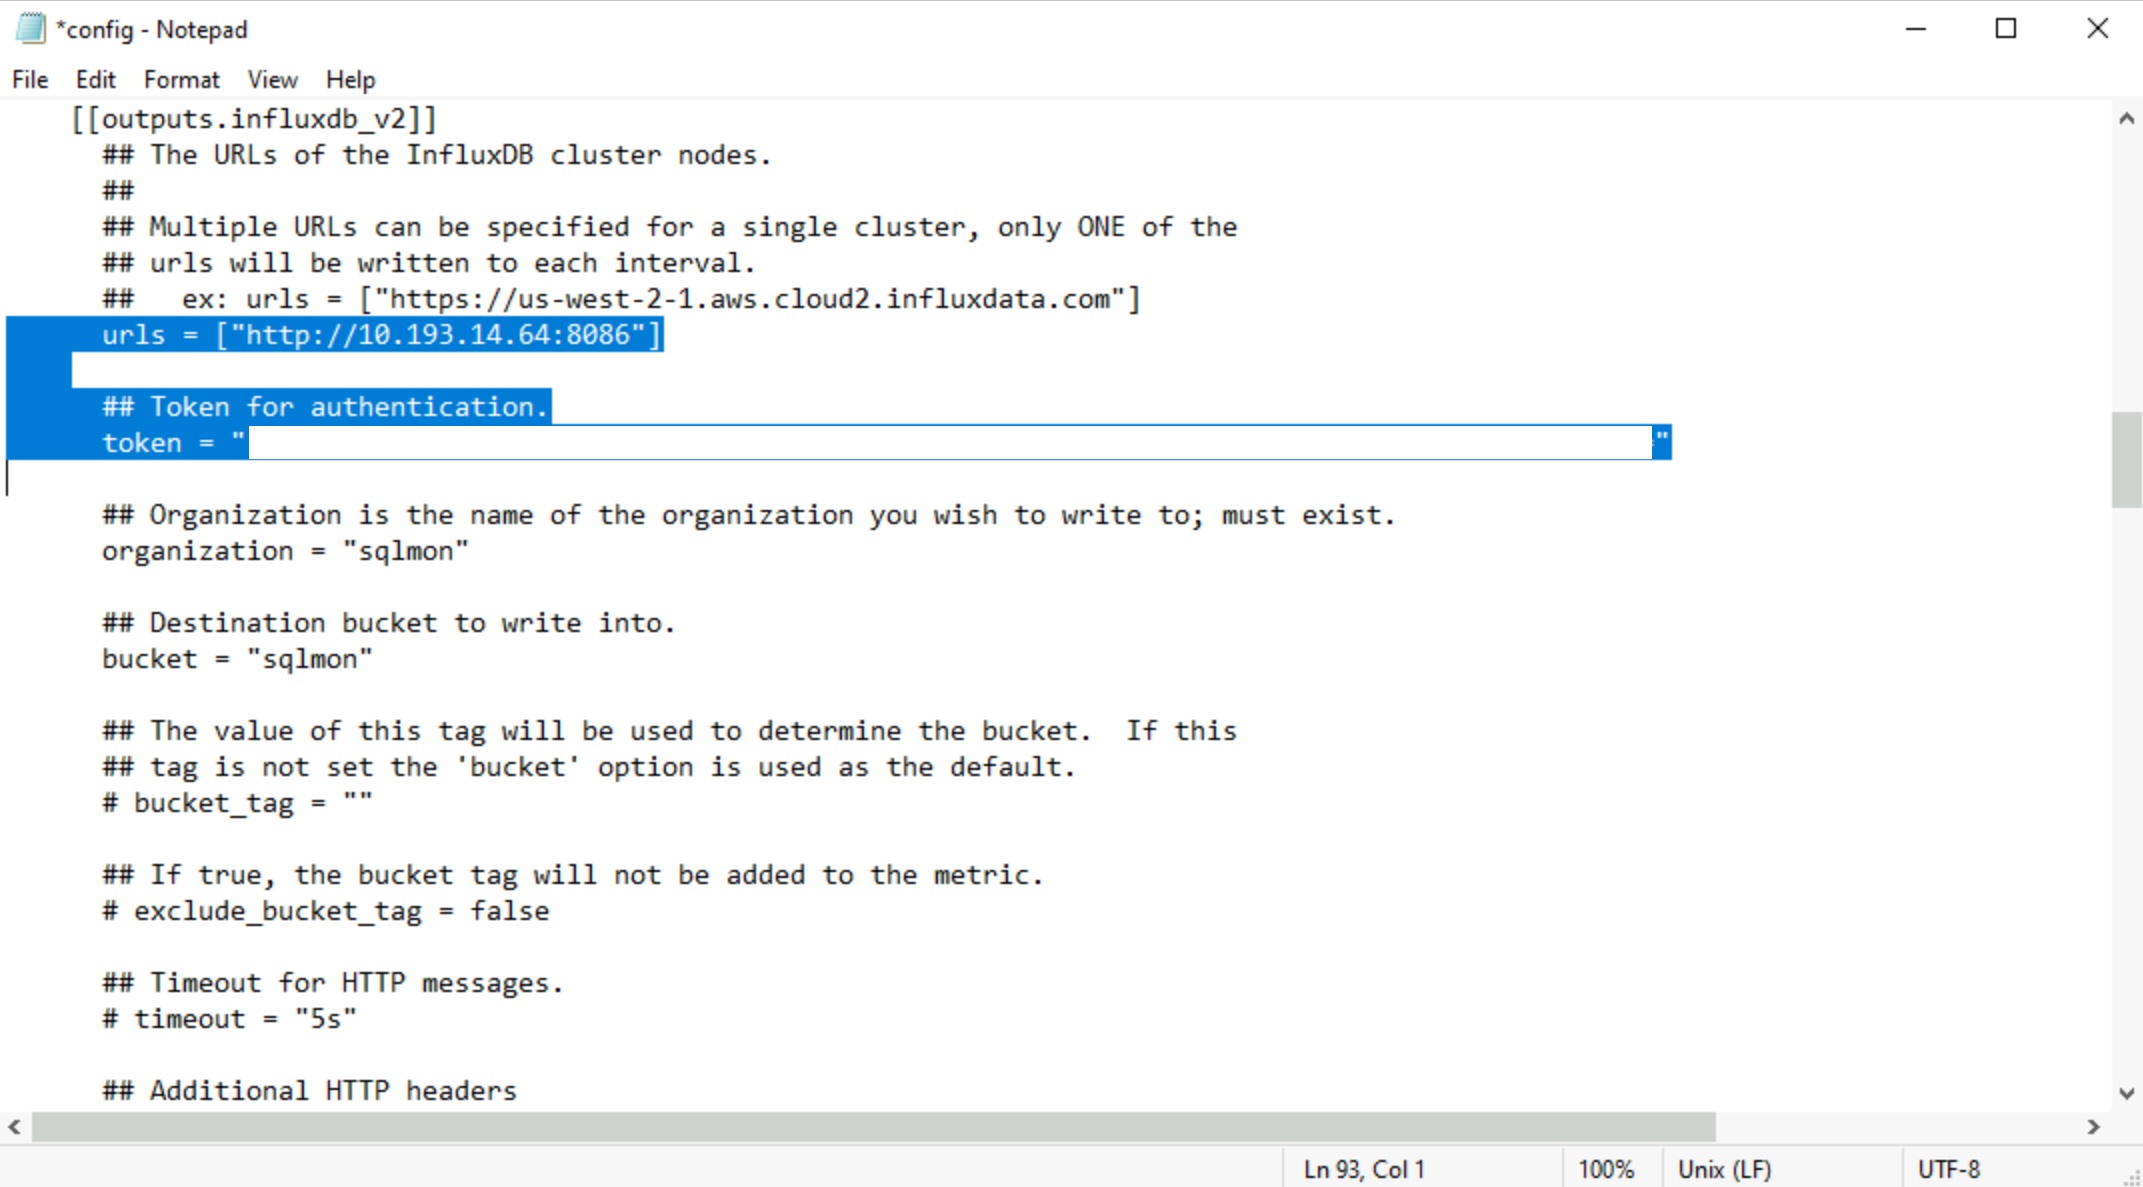 *config - Notepad
File Edit Format View Help
[[outputs.influxdb_v2]]
## The URLs of the InfluxDB cluster nodes.
##
## Multiple URLs can be specified for a single cluster, only ONE of the
## urls will be written to each interval.
##   ex: urls = ["https://us-west-2-1.aws.cloud2.influxdata.com"]
urls = ["http://10.193.14.64:8086"]
## Token for authentication.
token = ""
## Organization is the name of the organization you wish to write to; must exist.
organization = "sqlmon"
## Destination bucket to write into.
bucket = "sqlmon"
## The value of this tag will be used to determine the bucket.  If this
## tag is not set the 'bucket' option is used as the default.
# bucket_tag = ""
## If true, the bucket tag will not be added to the metric.
# exclude_bucket_tag = false
## Timeout for HTTP messages.
# timeout = "5s"
## Additional HTTP headers
Ln 93, Col 1 100% Unix (LF) UTF-8